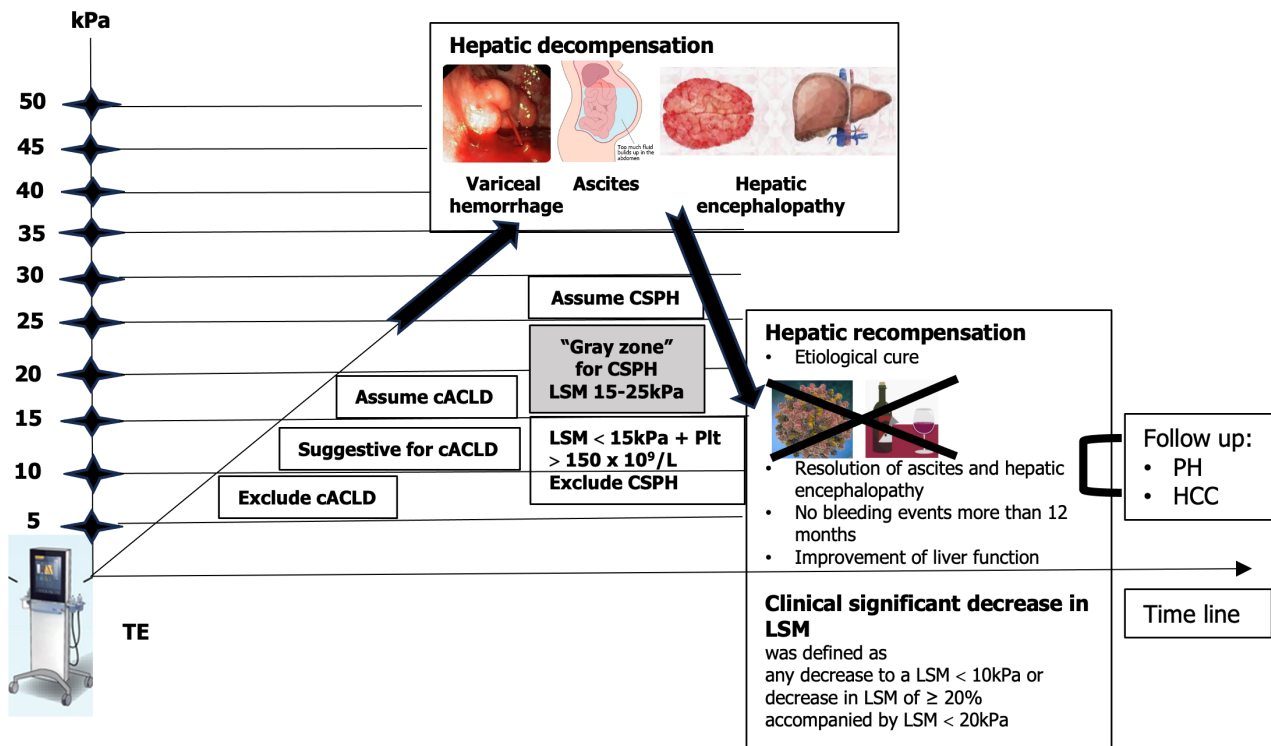 kPa
50
45
40
35
30
25
20
15
10
5
TE
Hepatic decompensation
Too much fluid
builds up in the
abdomen
Variceal
hemorrhage
Ascites
Hepatic
encephalopathy
Assume CSPH
“Gray zone”
for CSPH
LSM 15-25kPa
Assume cACLD
Suggestive for cACLD
Exclude cACLD
LSM < 15kPa + Plt
> 150 x 10⁹/L
Exclude CSPH
Hepatic recompensation
• Etiological cure
• Resolution of ascites and hepatic
encephalopathy
• No bleeding events more than 12
months
• Improvement of liver function
Clinical significant decrease in
LSM
was defined as
any decrease to a LSM < 10kPa or
decrease in LSM of ≥ 20%
accompanied by LSM < 20kPa
Follow up:
• PH
• HCC
Time line